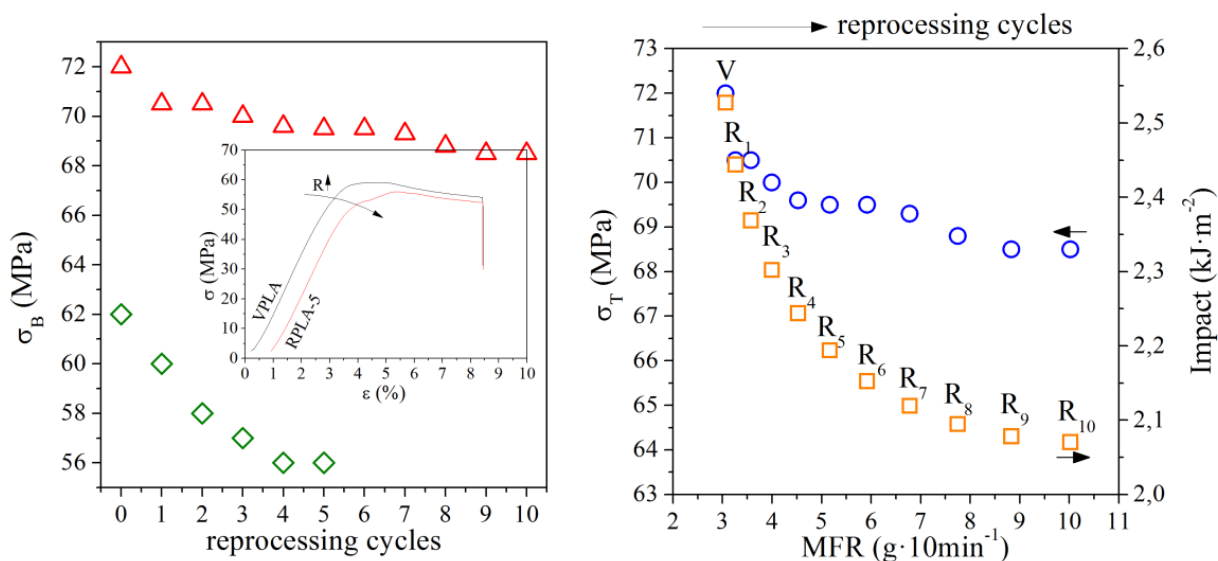 72
70
68
66
64
62
60
58
56
σB (MPa)
0 1 2 3 4 5 6 7 8 9 10
reprocessing cycles
70
60
50
40
30
20
10
0
σ (MPa)
R
VPLA
RPLA-5
0 1 2 3 4 5 6 7 8 9 10
ε (%)
reprocessing cycles
73
72
71
70
69
68
67
66
65
64
63
σT (MPa)
V
R1
R2
R3
R4
R5
R6
R7
R8
R9
R10
2,6
2,5
2,4
2,3
2,2
2,1
2,0
Impact (kJ·m-2)
2 3 4 5 6 7 8 9 10 11
MFR (g·10min-1)